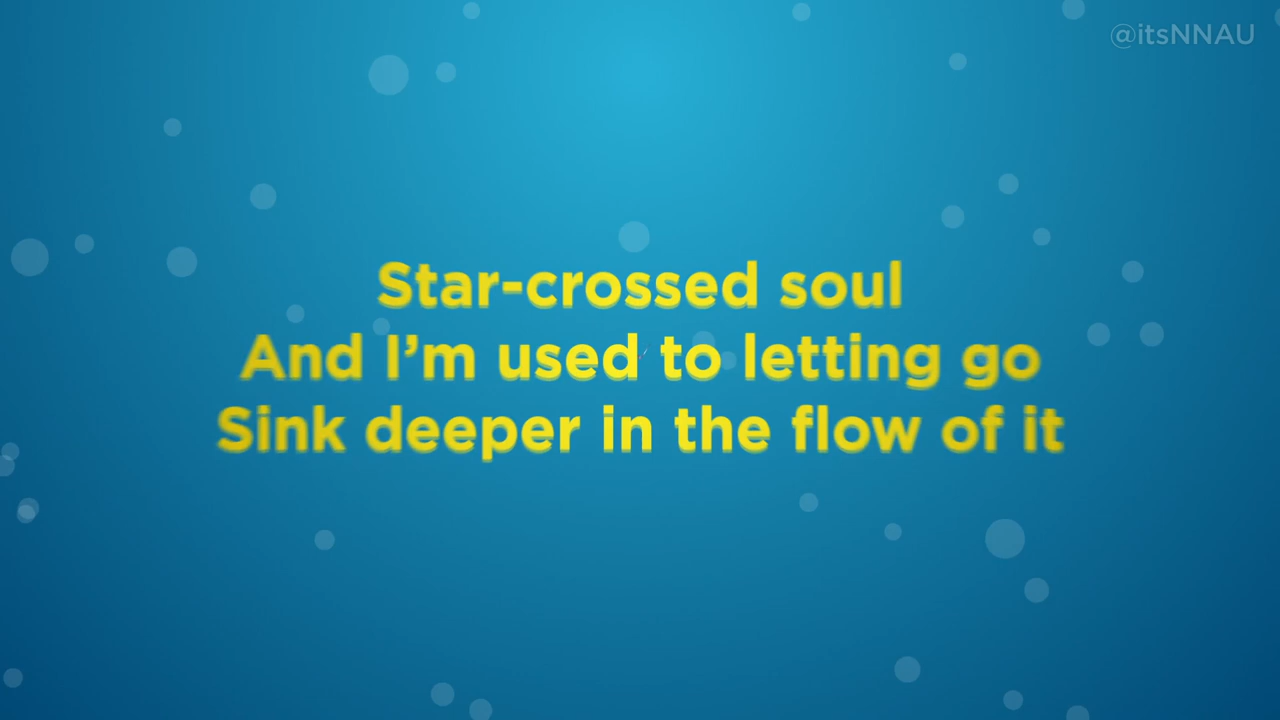 @itsNNAU
Star-crossed soul
And I’m used to letting go
Sink deeper in the flow of it